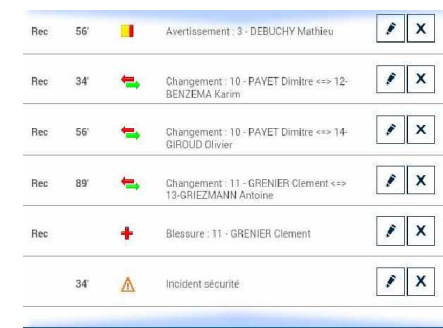 Rec 56' Avertissement : 3 - DEBUCHY Mathieu X
Rec 34' Changement : 10 - PAYET Dimitre <=> 12-
BENZEMA Karim X
Rec 56' Changement : 10 - PAYET Dimitre <=> 14-
GIROUD Olivier X
Rec 89' Changement : 11 - GRENIER Clement <=>
13-GRIEZMANN Antoine X
Rec Blessure : 11 - GRENIER Clement X
34' Incident sécurité X